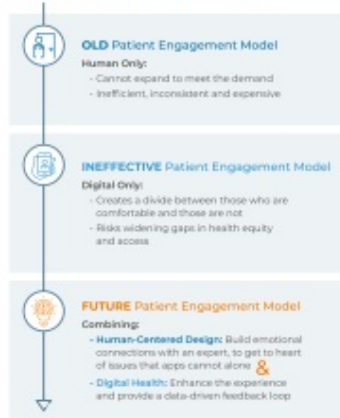 OLD Patient Engagement Model
Human Only:
- Cannot expand to meet the demand
- Inefficient, inconsistent and expensive
INEFFECTIVE Patient Engagement Model
Digital Only:
- Creates a divide between those who are
comfortable and those are not
- Risks widening gaps in health equity
and access
FUTURE Patient Engagement Model
Combining:
- Human-Centered Design: Build emotional
connections with an expert, to get to heart
of issues that apps cannot alone &
- Digital Health: Enhance the experience
and provide a data-driven feedback loop